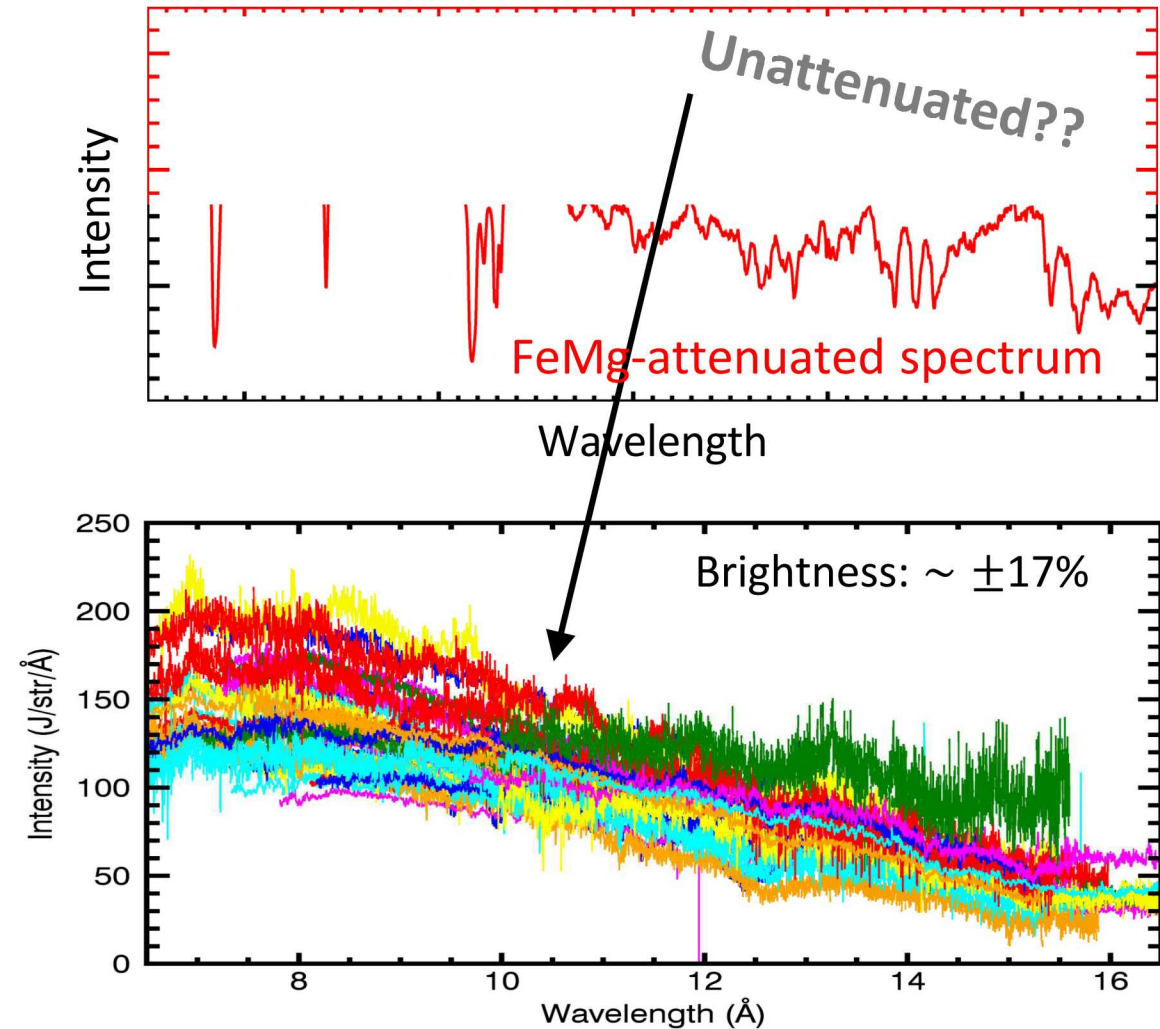 Unattenuated??
Intensity
FeMg-attenuated spectrum
Wavelength
Brightness: ~ ±17%
Intensity (J/str/Å)
250
200
150
100
50
0
8 10 12 14 16
Wavelength (Å)